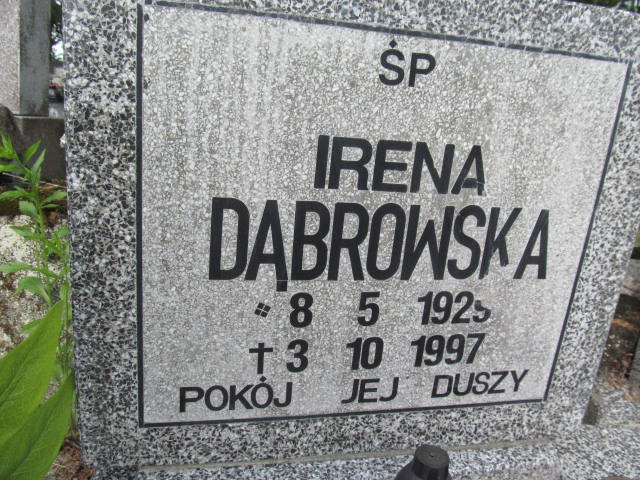 ŚP
IRENA
DĄBROWSKA
8 5
† 3 10 1997
POKÓJ JEJ DUSZY